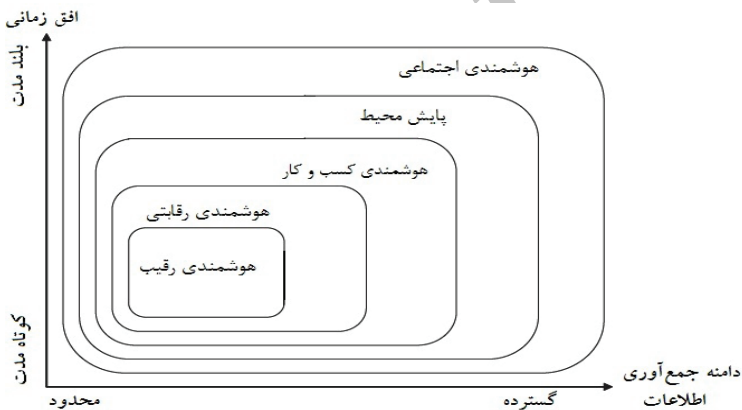 افق زمانی
بلند مدت
هوشمندی اجتماعی
پایش محیط
هوشمندی کسب و کار
هوشمندی رقابتی
هوشمندی رقیب
کوتاه مدت
دامنه جمع‌آوری
اطلاعات
گسترده
محدود